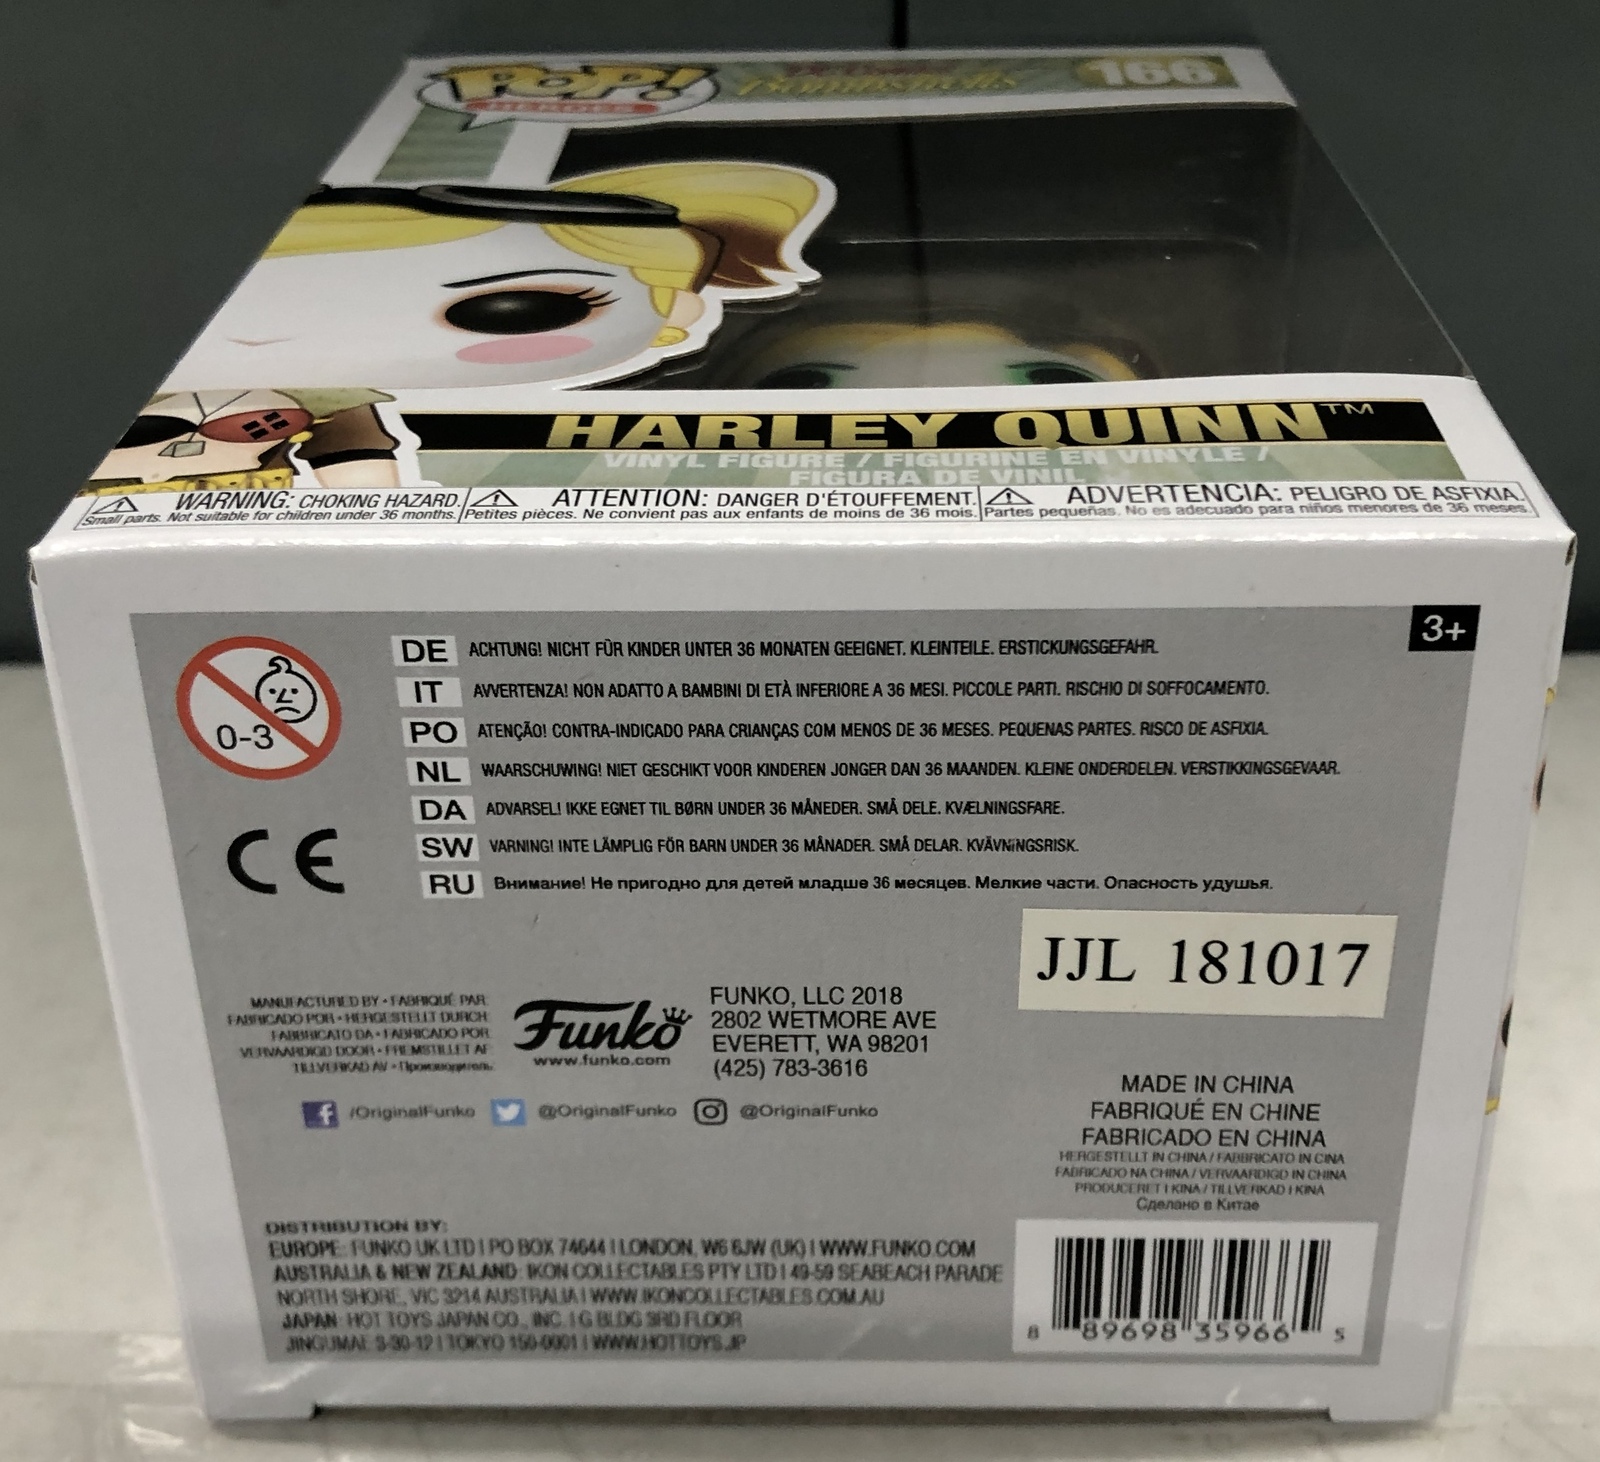 POP!
HEROES
Bombshells
166
HARLEY QUINN™
VINYL FIGURE / FIGURINE EN VINYLE /
FIGURA DE VINIL
WARNING: CHOKING HAZARD.
Small parts. Not suitable for children under 36 months.
ATTENTION: DANGER D'ÉTOUFFEMENT.
Petites pièces. Ne convient pas aux enfants de moins de 36 mois.
ADVERTENCIA: PELIGRO DE ASFIXIA.
Partes pequeñas. No es adecuado para niños menores de 36 meses.
3+
0-3
DE ACHTUNG! NICHT FÜR KINDER UNTER 36 MONATEN GEEIGNET. KLEINTEILE. ERSTICKUNGSGEFAHR.
IT AVVERTENZA! NON ADATTO A BAMBINI DI ETÀ INFERIORE A 36 MESI. PICCOLE PARTI. RISCHIO DI SOFFOCAMENTO.
PO ATENÇÃO! CONTRA-INDICADO PARA CRIANÇAS COM MENOS DE 36 MESES. PEQUENAS PARTES. RISCO DE ASFIXIA.
NL WAARSCHUWING! NIET GESCHIKT VOOR KINDEREN JONGER DAN 36 MAANDEN. KLEINE ONDERDELEN. VERSTIKKINGSGEVAAR.
DA ADVARSEL! IKKE EGNET TIL BØRN UNDER 36 MÅNEDER. SMÅ DELE. KVÆLNINGSFARE.
SW VARNING! INTE LÄMPLIG FÖR BARN UNDER 36 MÅNADER. SMÅ DELAR. KVÄVNINGSRISK.
RU Внимание! Не пригодно для детей младше 36 месяцев. Мелкие части. Опасность удушья.
CE
JJL 181017
MANUFACTURED BY • FABRIQUÉ PAR
FABRICADO POR • HERGESTELLT DURCH
FABBRICATO DA • FABRICADO POR
VERVAARDIGD DOOR • FREMSTILLET AF
TILLVERKAD AV • Производитель
Funko
www.funko.com
FUNKO, LLC 2018
2802 WETMORE AVE
EVERETT, WA 98201
(425) 783-3616
/OriginalFunko @OriginalFunko @OriginalFunko
MADE IN CHINA
FABRIQUÉ EN CHINE
FABRICADO EN CHINA
HERGESTELLT IN CHINA / FABBRICATO IN CINA
FABRICADO NA CHINA / VERVAARDIGD IN CHINA
PRODUCERET I KINA / TILLVERKAD I KINA
Сделано в Китае
DISTRIBUTION BY:
EUROPE: FUNKO UK LTD | PO BOX 74644 | LONDON, W6 6JW (UK) | WWW.FUNKO.COM
AUSTRALIA & NEW ZEALAND: IKON COLLECTABLES PTY LTD | 49-59 SEABEACH PARADE
NORTH SHORE, VIC 3214 AUSTRALIA | WWW.IKONCOLLECTABLES.COM.AU
JAPAN: HOT TOYS JAPAN CO., INC. | G BLDG 3RD FLOOR
JINGUMAE 3-30-12 | TOKYO 150-0001 | WWW.HOTTOYS.JP
8 89698 35966 5